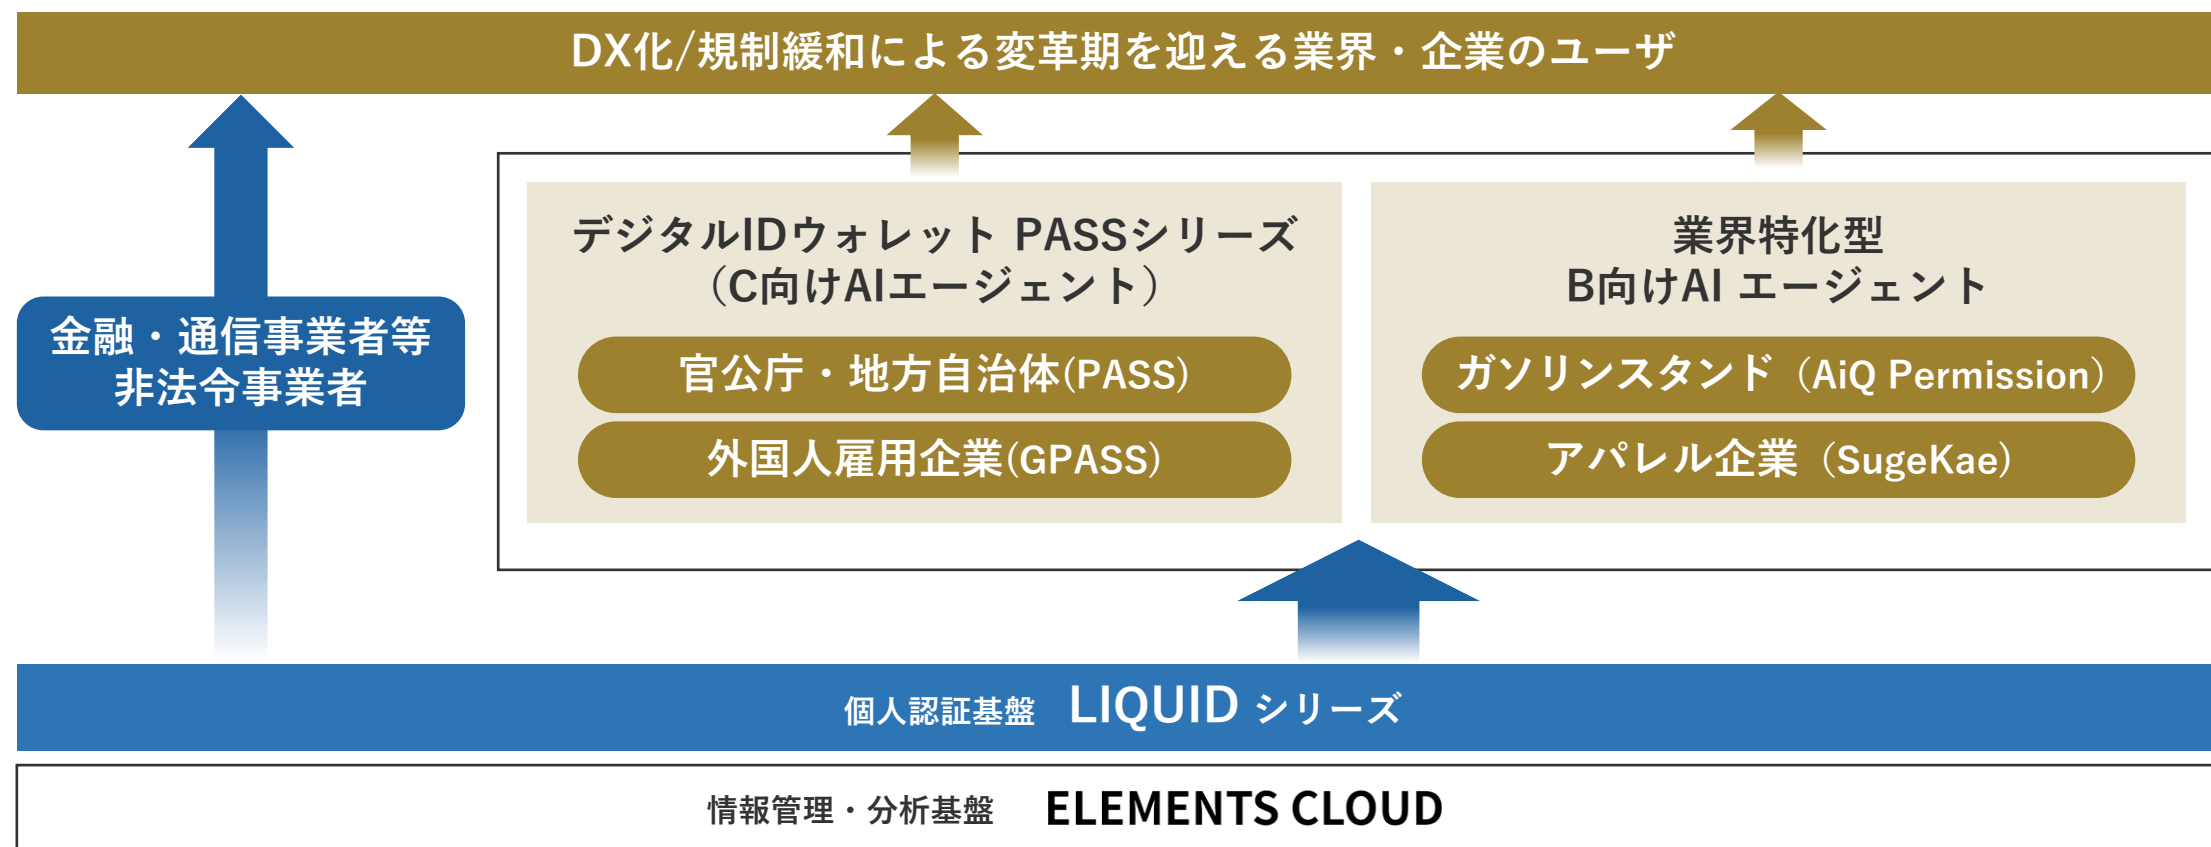 DX化/規制緩和による変革期を迎える業界・企業のユーザ
デジタルIDウォレット PASSシリーズ
（C向けAIエージェント）
官公庁・地方自治体(PASS)
外国人雇用企業(GPASS)
業界特化型
B向けAI エージェント
ガソリンスタンド（AiQ Permission）
アパレル企業（SugeKae)
金融・通信事業者等
非法令事業者
個人認証基盤 LIQUID シリーズ
情報管理・分析基盤 ELEMENTS CLOUD